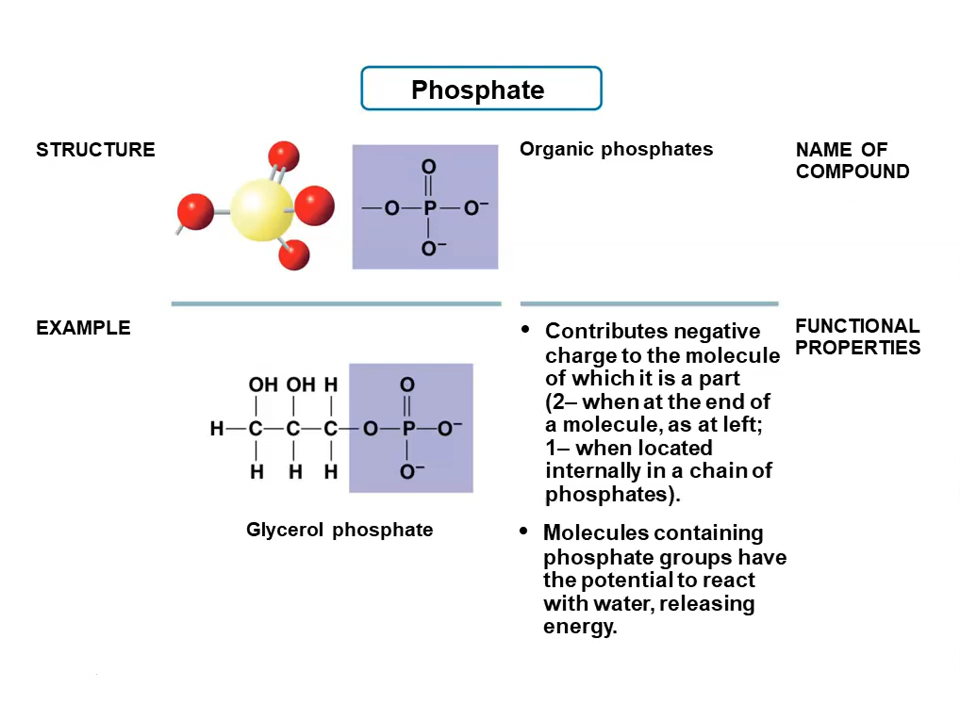 Phosphate
STRUCTURE
O
—O—P—O−
O−
Organic phosphates
NAME OF
COMPOUND
EXAMPLE
OH OH H O
H—C—C—C—O—P—O−
H H H O−
Glycerol phosphate
• Contributes negative
charge to the molecule
of which it is a part
(2– when at the end of
a molecule, as at left;
1– when located
internally in a chain of
phosphates).
• Molecules containing
phosphate groups have
the potential to react
with water, releasing
energy.
FUNCTIONAL
PROPERTIES